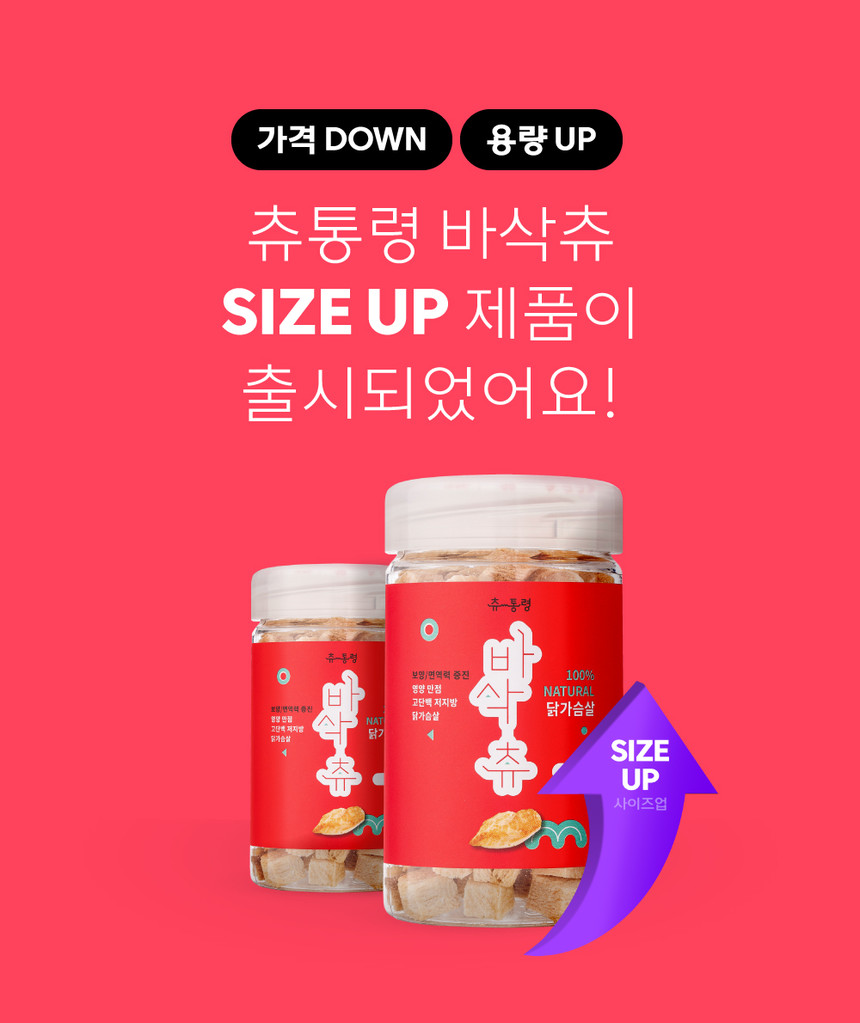 가격 DOWN 용량 UP
츄통령 바삭츄
SIZE UP 제품이
출시되었어요!
츄통령
바삭츄
보양/면역력 증진
영양 만점
고단백 저지방
닭가슴살
100%
NATURAL
닭가슴살
츄통령
바삭츄
보양/면역력 증진
영양 만점
고단백 저지방
닭가슴살
SIZE
UP
사이즈업